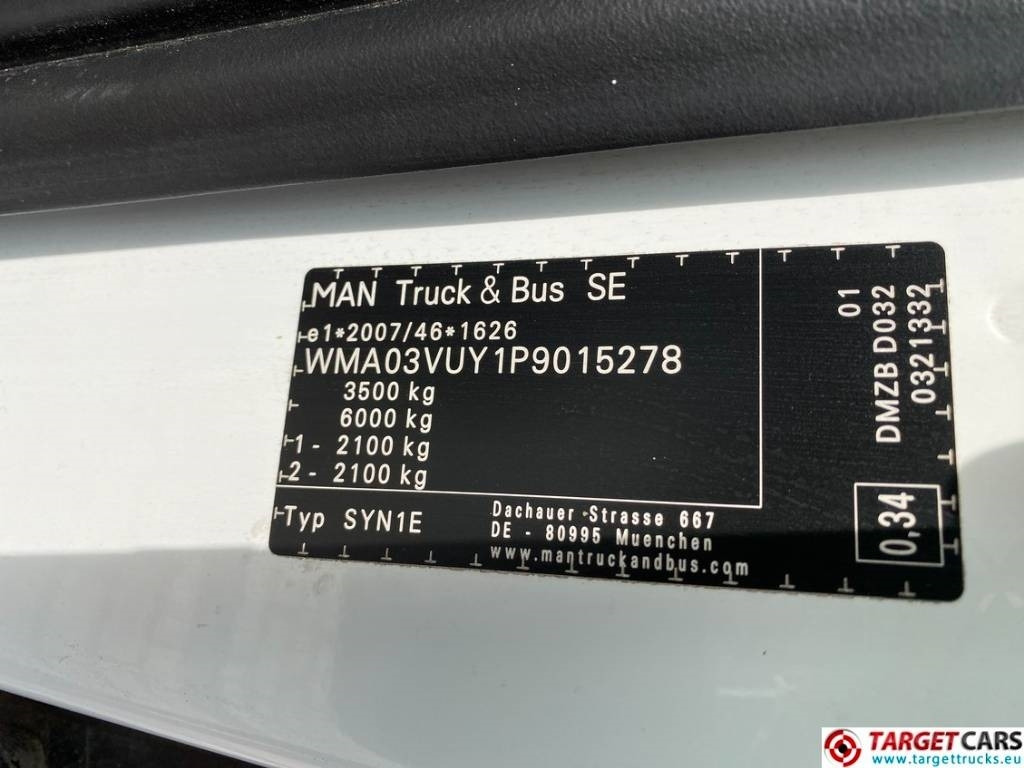 MAN Truck & Bus SE
e1*2007/46*1626
WMA03VUY1P9015278
3500 kg
6000 kg
1 - 2100 kg
2 - 2100 kg
Typ SYN1E
Dachauer Strasse 667
DE - 80995 Muenchen
www.mantruckandbus.com
01
DMZB D032
0321332
0,34
TARGETCARS
www.targettrucks.eu